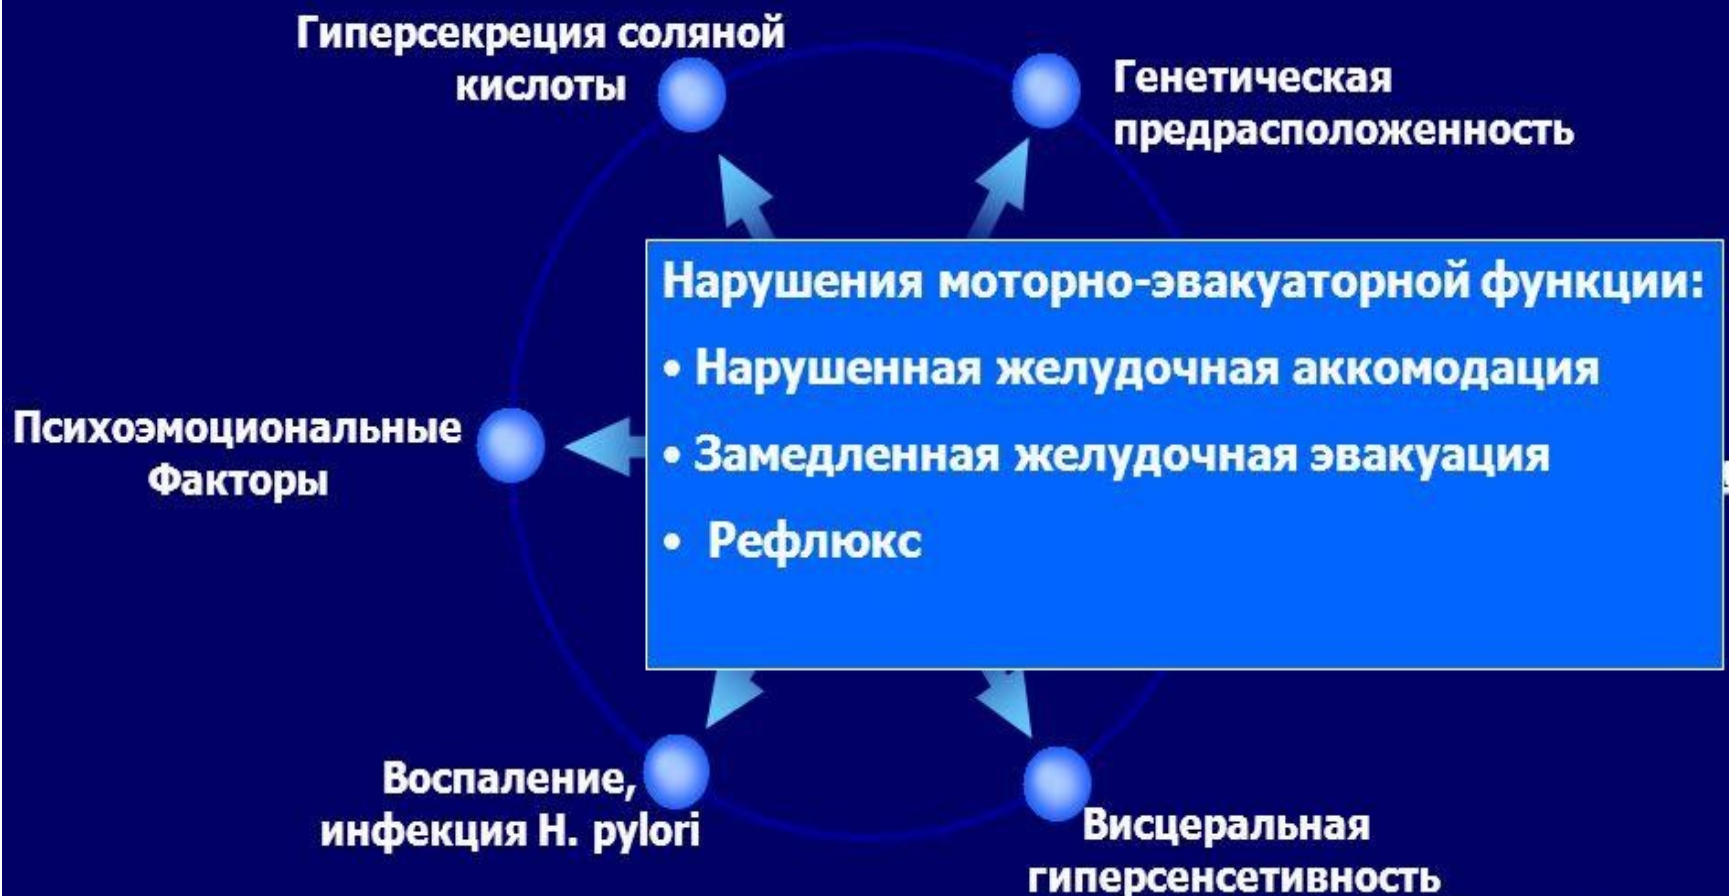 Гиперсекреция соляной
кислоты
Генетическая
предрасположенность
Нарушения моторно-эвакуаторной функции:
• Нарушенная желудочная аккомодация
• Замедленная желудочная эвакуация
• Рефлюкс
Психоэмоциональные
Факторы
Воспаление,
инфекция H. pylori
Висцеральная
гиперсенсетивность